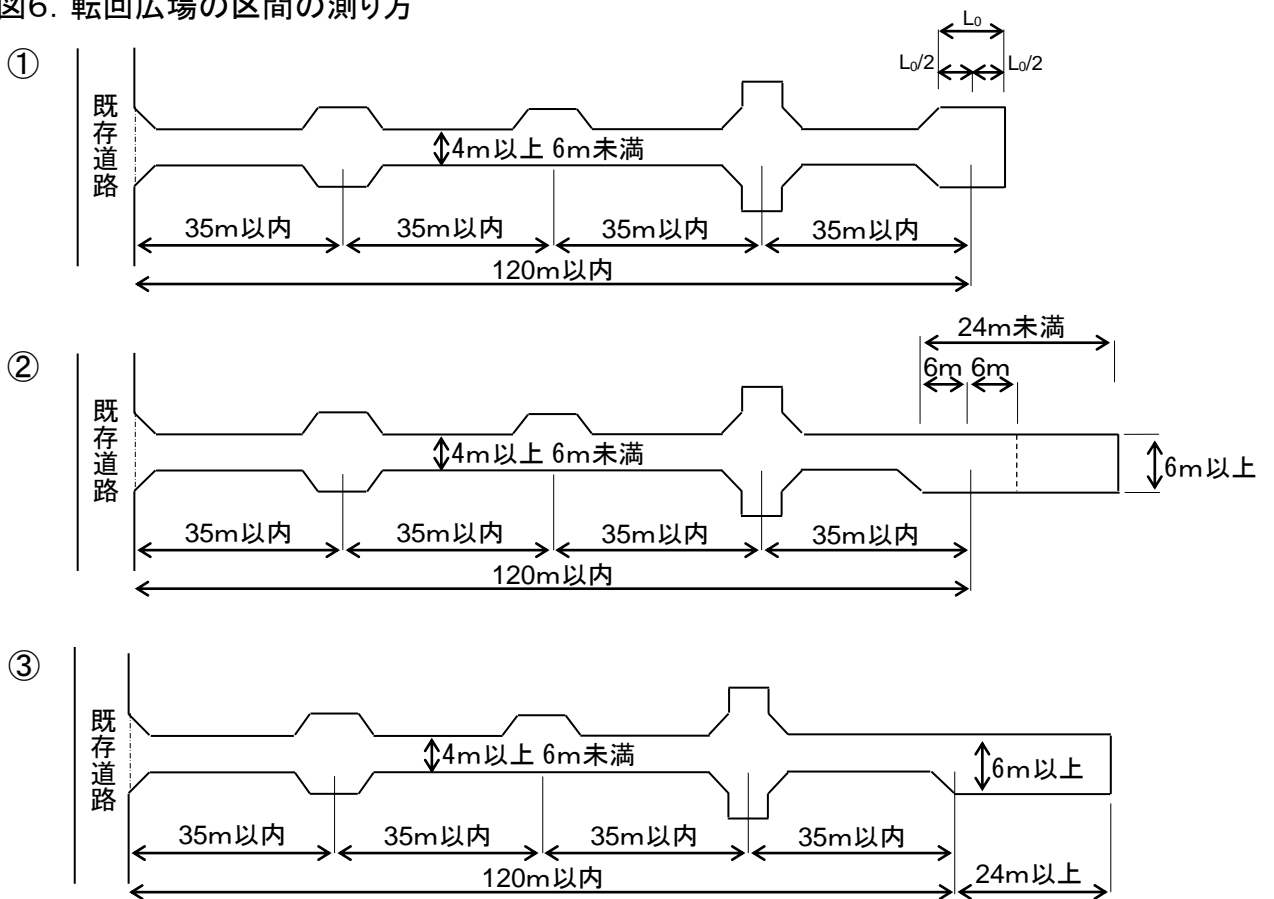 図6. 転回広場の区間の測り方
①
L₀
L₀/2
L₀/2
既存道路
4m以上 6m未満
35m以内
35m以内
35m以内
35m以内
120m以内
②
24m未満
6m
6m
既存道路
4m以上 6m未満
6m以上
35m以内
35m以内
35m以内
35m以内
120m以内
③
既存道路
4m以上 6m未満
6m以上
35m以内
35m以内
35m以内
35m以内
120m以内
24m以上